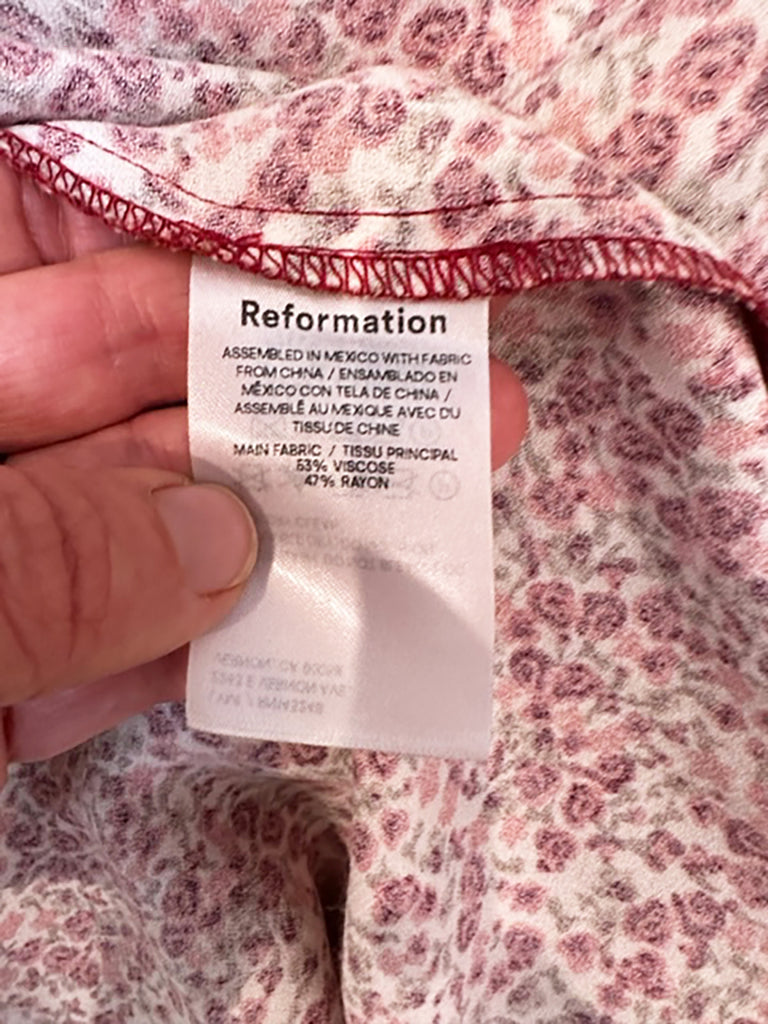 Reformation
ASSEMBLED IN MEXICO WITH FABRIC
FROM CHINA / ENSAMBLADO EN
MÉXICO CON TELA DE CHINA /
ASSEMBLÉ AU MEXIQUE AVEC DU
TISSU DE CHINE
MAIN FABRIC / TISSU PRINCIPAL
53% VISCOSE
47% RAYON